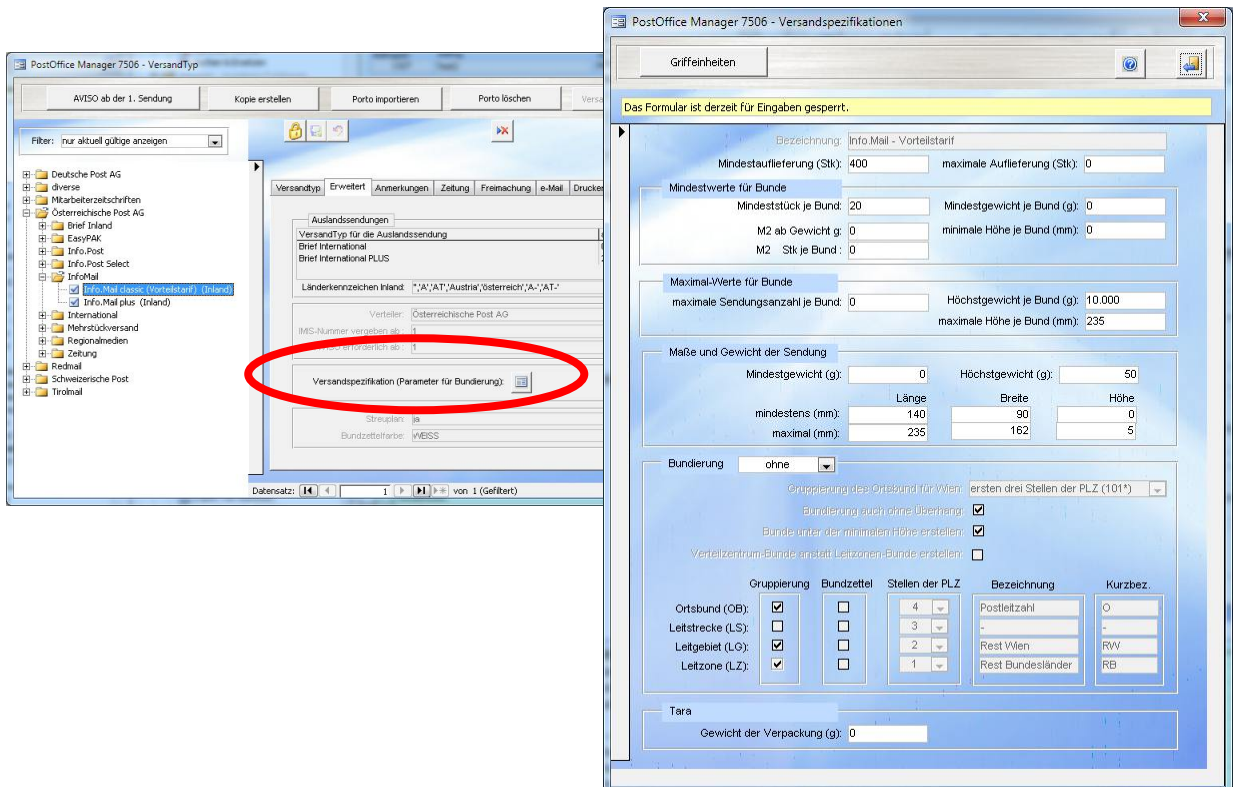 PostOffice Manager 7506 - VersandTyp
AVISO ab der 1. Sendung Kopie erstellen Porto importieren Porto löschen Versa
Filter: nur aktuell gültige anzeigen
Deutsche Post AG
diverse
Mitarbeiterzeitschriften
Österreichische Post AG
Brief Inland
EasyPAK
Info.Post
Info.Post Select
InfoMail
Info.Mail classic (Vorteilstarif) (Inland)
Info.Mail plus (Inland)
International
Mehrstückversand
Regionalmedien
Zeitung
Redmail
Schweizerische Post
Tirolmail
Versandtyp Erweitert Anmerkungen Zeitung Freimachung e-Mail Drucker
Auslandssendungen
VersandTyp für die Auslandssendung
Brief International
Brief International PLUS
Länderkennzeichen Inland: '','A','AT','Austria','österreich','A-','AT-'
Verteiler: Österreichische Post AG
IMIS-Nummer vergeben ab : 1
erforderlich ab : 1
Versandspezifikation (Parameter für Bundierung):
Streuplan: ja
Bundzettelfarbe: WEISS
Datensatz: 1 von 1 (Gefiltert)
PostOffice Manager 7506 - Versandspezifikationen
Griffeinheiten
Das Formular ist derzeit für Eingaben gesperrt.
Bezeichnung: Info.Mail - Vorteilstarif
Mindestauflieferung (Stk): 400 maximale Auflieferung (Stk): 0
Mindestwerte für Bunde
Mindeststück je Bund: 20 Mindestgewicht je Bund (g): 0
M2 ab Gewicht g: 0 minimale Höhe je Bund (mm): 0
M2 Stk je Bund : 0
Maximal-Werte für Bunde
maximale Sendungsanzahl je Bund: 0 Höchstgewicht je Bund (g): 10.000
maximale Höhe je Bund (mm): 235
Maße und Gewicht der Sendung
Mindestgewicht (g): 0 Höchstgewicht (g): 50
Länge Breite Höhe
mindestens (mm): 140 90 0
maximal (mm): 235 162 5
Bundierung ohne
Gruppierung des Ortsbund für Wien: ersten drei Stellen der PLZ (101*)
Bundierung auch ohne Überhang:
Bunde unter der minimalen Höhe erstellen:
Verteilzentrum-Bunde anstatt Leitzonen-Bunde erstellen:
Gruppierung Bundzettel Stellen der PLZ Bezeichnung Kurzbez.
Ortsbund (OB): 4 Postleitzahl O
Leitstrecke (LS): 3 - -
Leitgebiet (LG): 2 Rest Wien RW
Leitzone (LZ): 1 Rest Bundesländer RB
Tara
Gewicht der Verpackung (g): 0